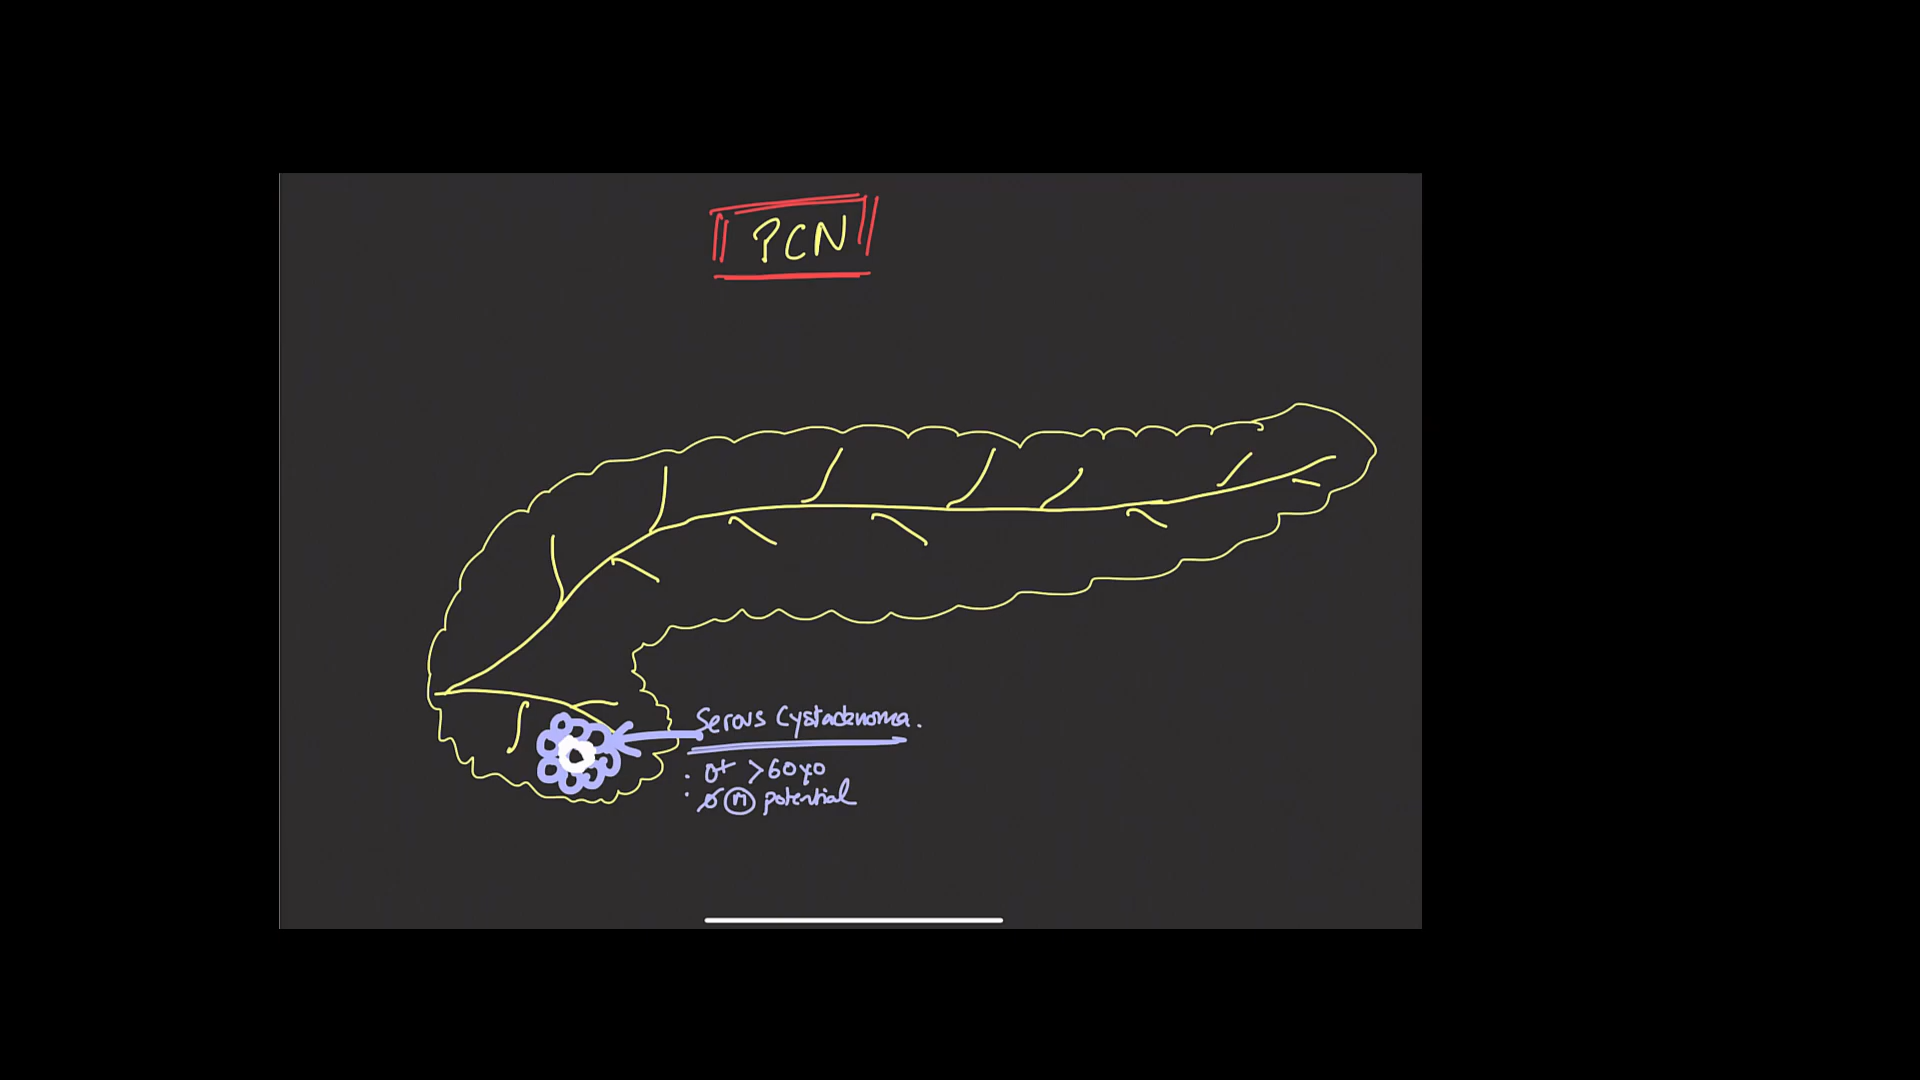 PCN
Serous Cystadenoma.
• ♀ >60yo
• Ø Ⓜ potential